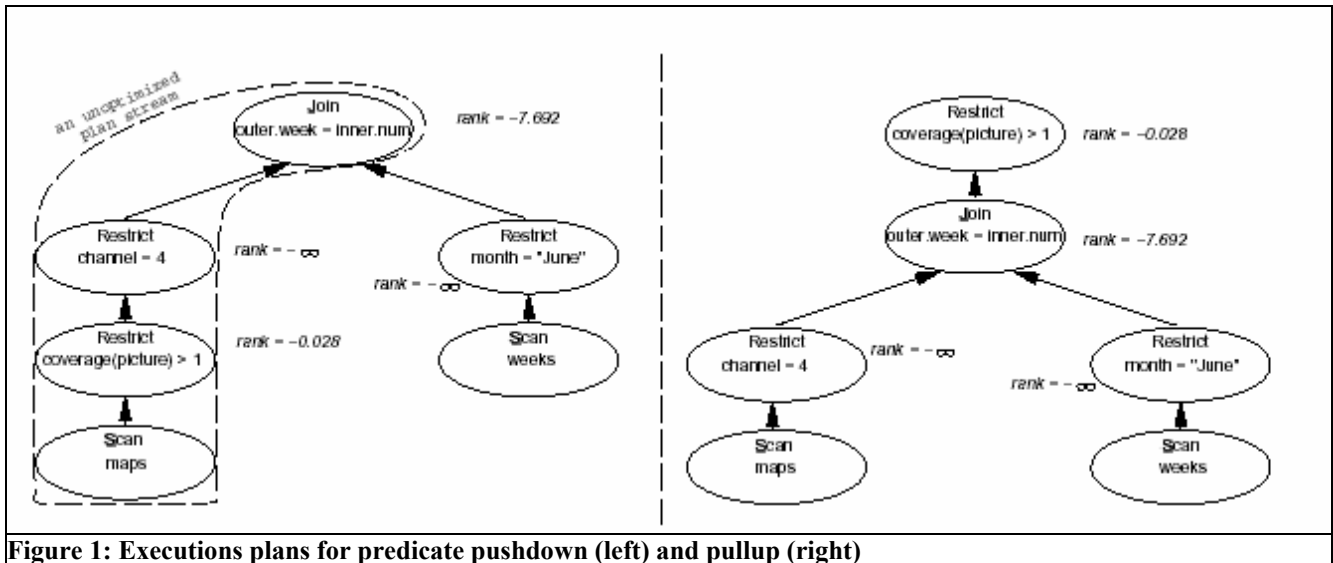 an unoptimized
plan stream
Join
outer.week = inner.num
rank = -7.692
Restrict
channel = 4
rank = - ∞
Restrict
month = "June"
rank = - ∞
Restrict
coverage(picture) > 1
rank = -0.028
Scan
weeks
Scan
maps
Restrict
coverage(picture) > 1
rank = -0.028
Join
outer.week = inner.num
rank = -7.692
Restrict
channel = 4
rank = - ∞
Restrict
month = "June"
rank = - ∞
Scan
maps
Scan
weeks
Figure 1: Executions plans for predicate pushdown (left) and pullup (right)